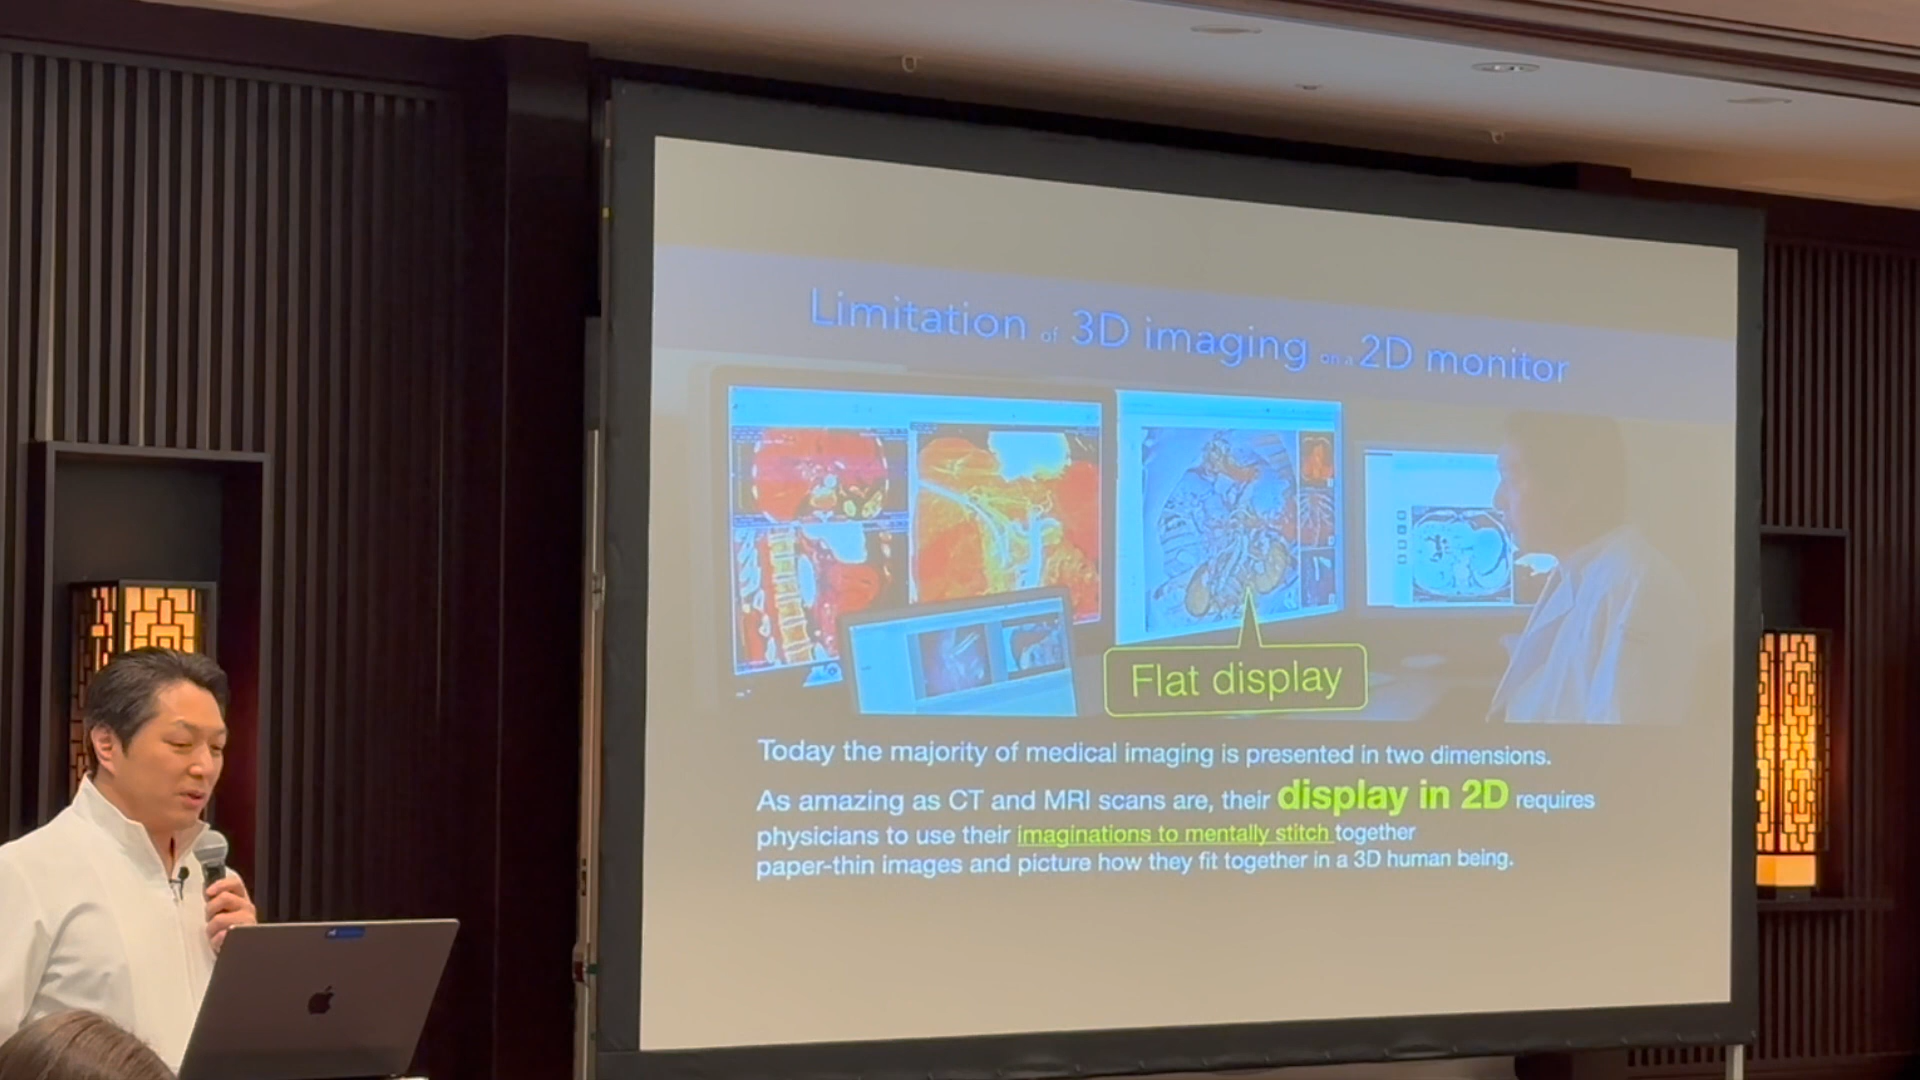 Limitation of 3D imaging on a 2D monitor
Flat display
Today the majority of medical imaging is presented in two dimensions.
As amazing as CT and MRI scans are, their display in 2D requires
physicians to use their imaginations to mentally stitch together
paper-thin images and picture how they fit together in a 3D human being.